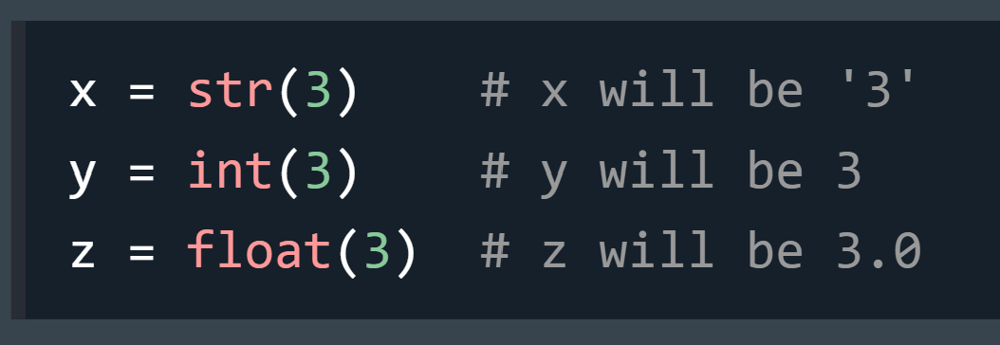 x = str(3)    # x will be '3'
y = int(3)    # y will be 3
z = float(3)  # z will be 3.0